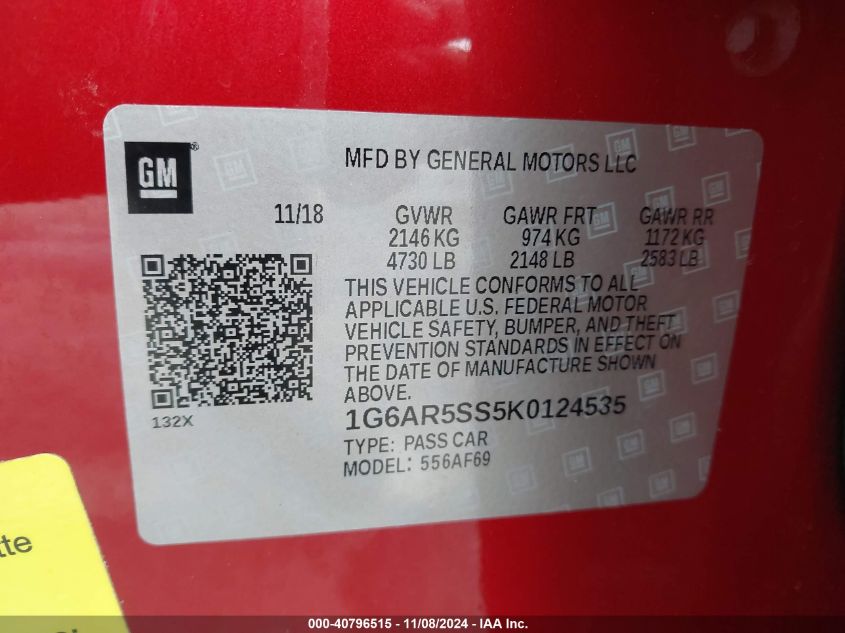 GM
MFD BY GENERAL MOTORS LLC
11/18 GVWR GAWR FRT GAWR RR
2146 KG 974 KG 1172 KG
4730 LB 2148 LB 2583 LB
THIS VEHICLE CONFORMS TO ALL
APPLICABLE U.S. FEDERAL MOTOR
VEHICLE SAFETY, BUMPER, AND THEFT
PREVENTION STANDARDS IN EFFECT ON
THE DATE OF MANUFACTURE SHOWN
ABOVE.
132X
1G6AR5SS5K0124535
TYPE: PASS CAR
MODEL: 556AF69
tte
000-40796515 - 11/08/2024 - IAA Inc.